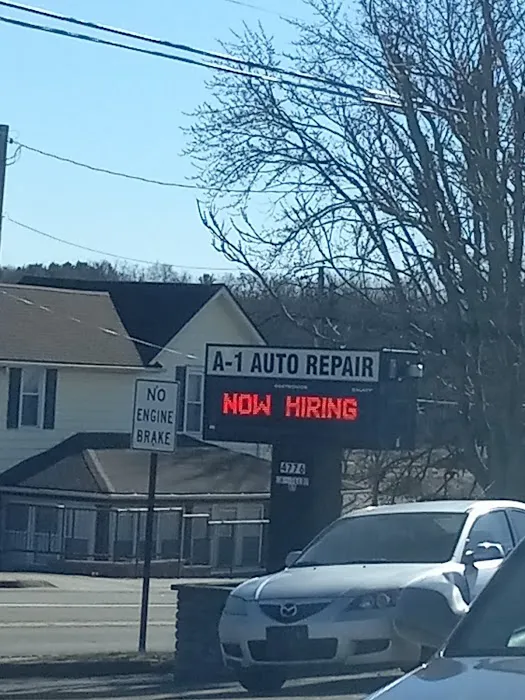 A-1 AUTO REPAIR
NOW HIRING
NO
ENGINE
BRAKE
4776